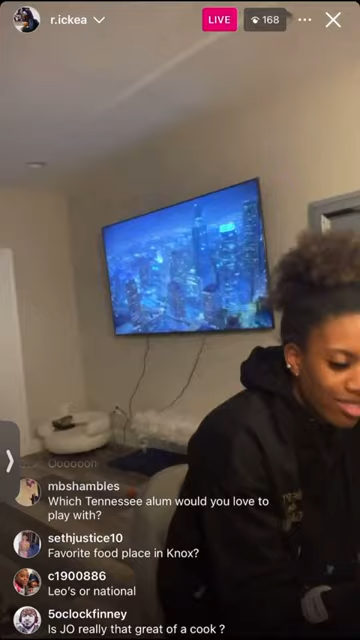 r.ickea
LIVE
168
Oooooon
mbshambles
Which Tennessee alum would you love to
play with?
sethjustice10
Favorite food place in Knox?
c1900886
Leo's or national
5oclockfinney
Is JO really that great of a cook ?